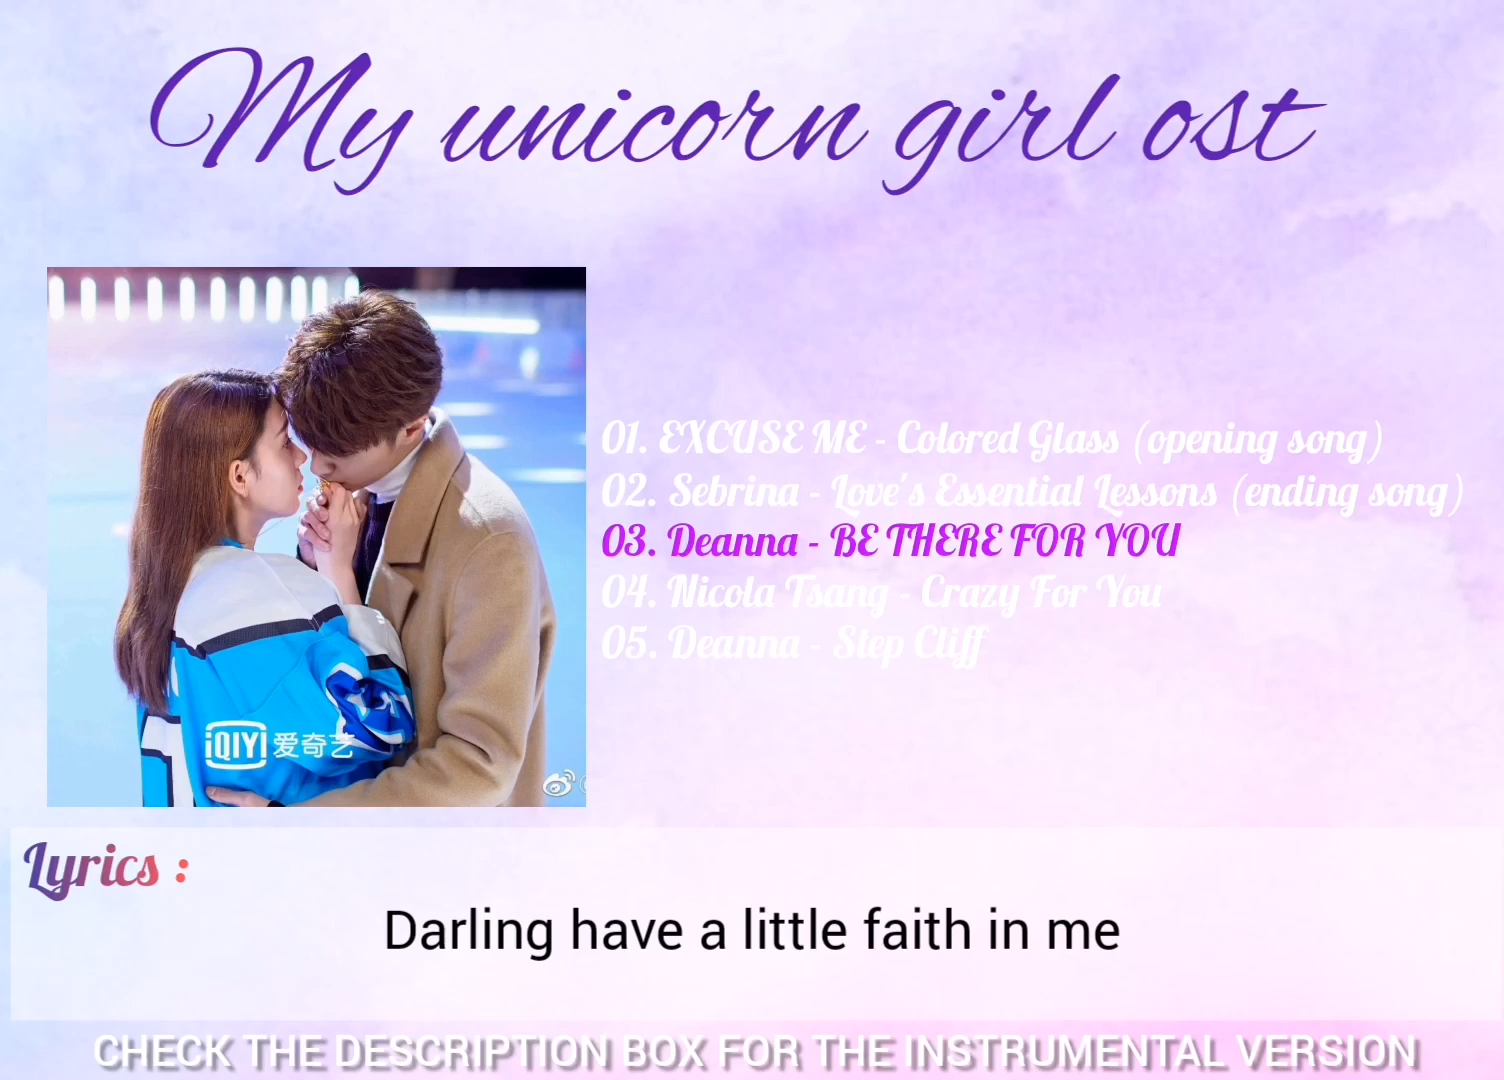 My unicorn girl ost
01. EXCUSE ME - Colored Glass (opening song)
02. Sebrina - Love's Essential Lessons (ending song)
03. Deanna - BE THERE FOR YOU
04. Nicola Tsang - Crazy For You
05. Deanna - Step Cliff
iQIYI 爱奇艺
Lyrics :
Darling have a little faith in me
CHECK THE DESCRIPTION BOX FOR THE INSTRUMENTAL VERSION